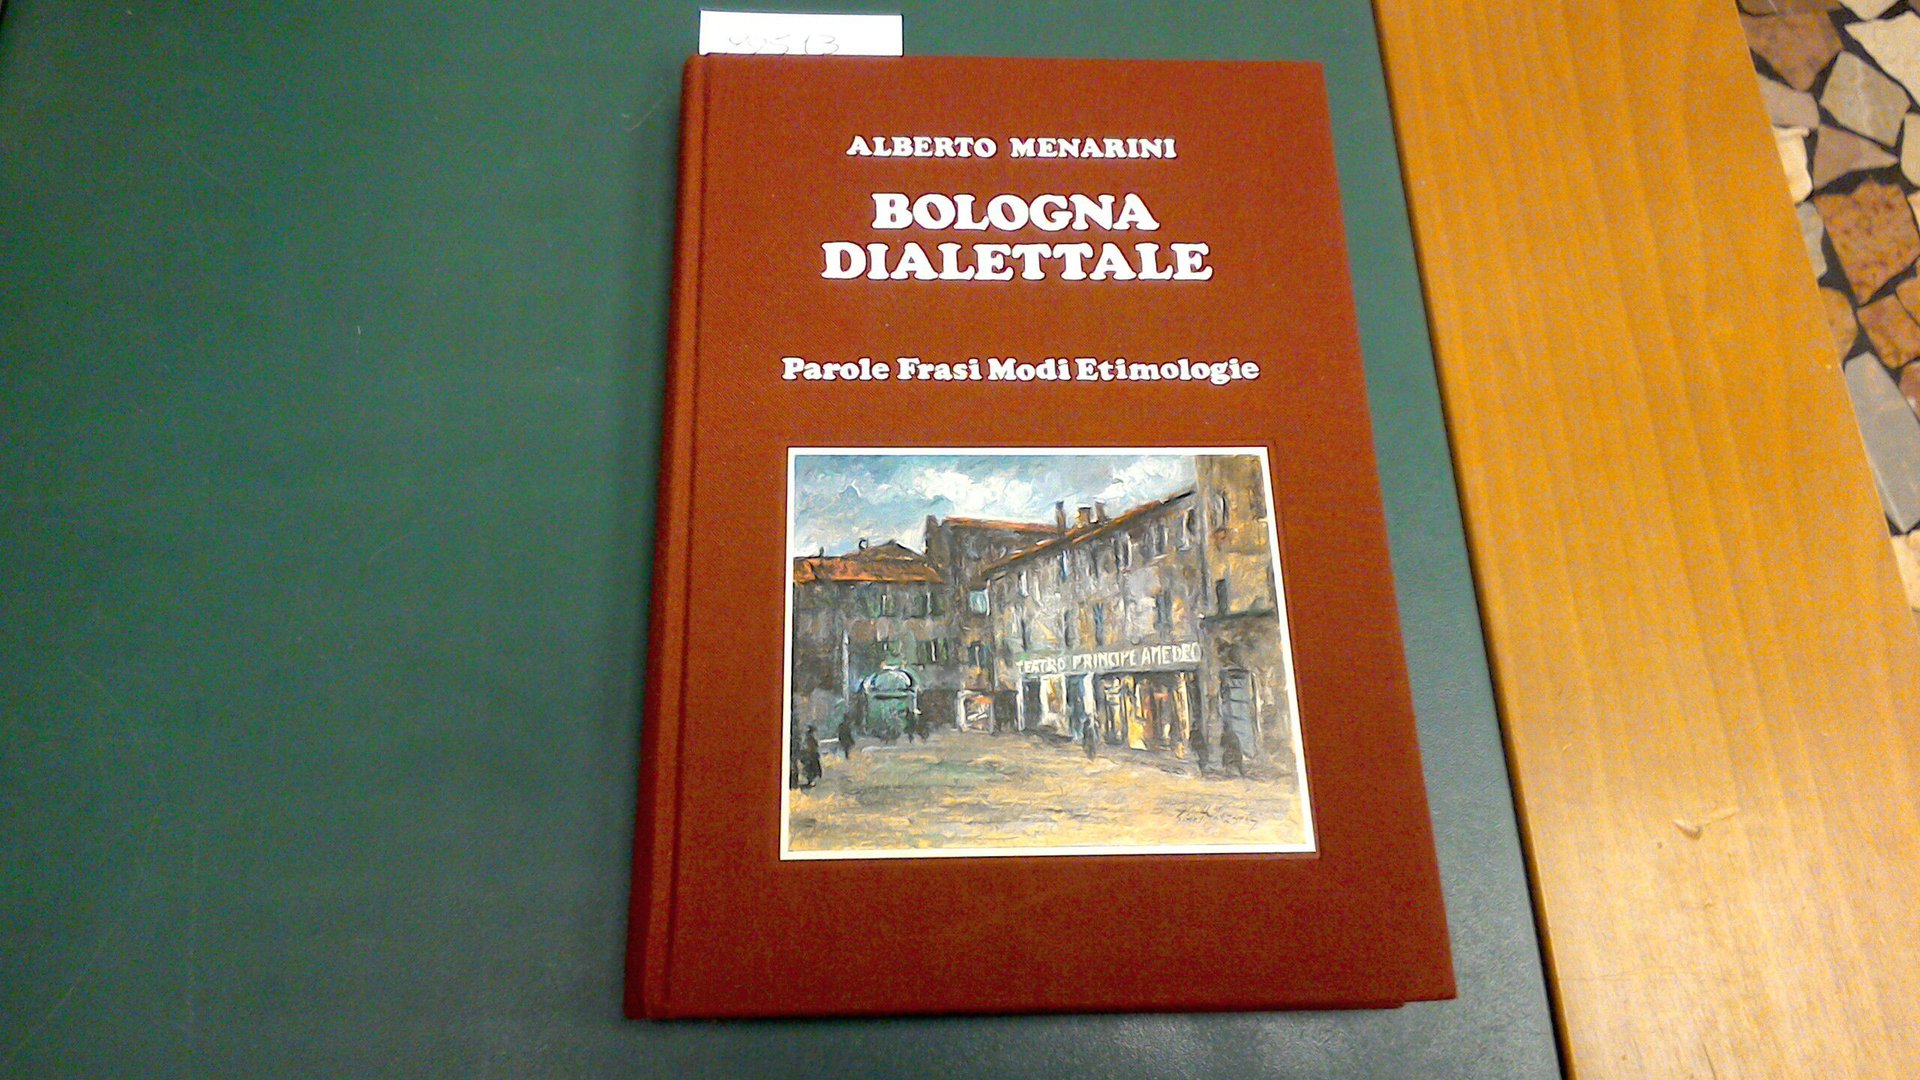 ALBERTO MENARINI
BOLOGNA
DIALETTALE
Parole Frasi Modi Etimologie
TEATRO PRINCIPE AMEDEO